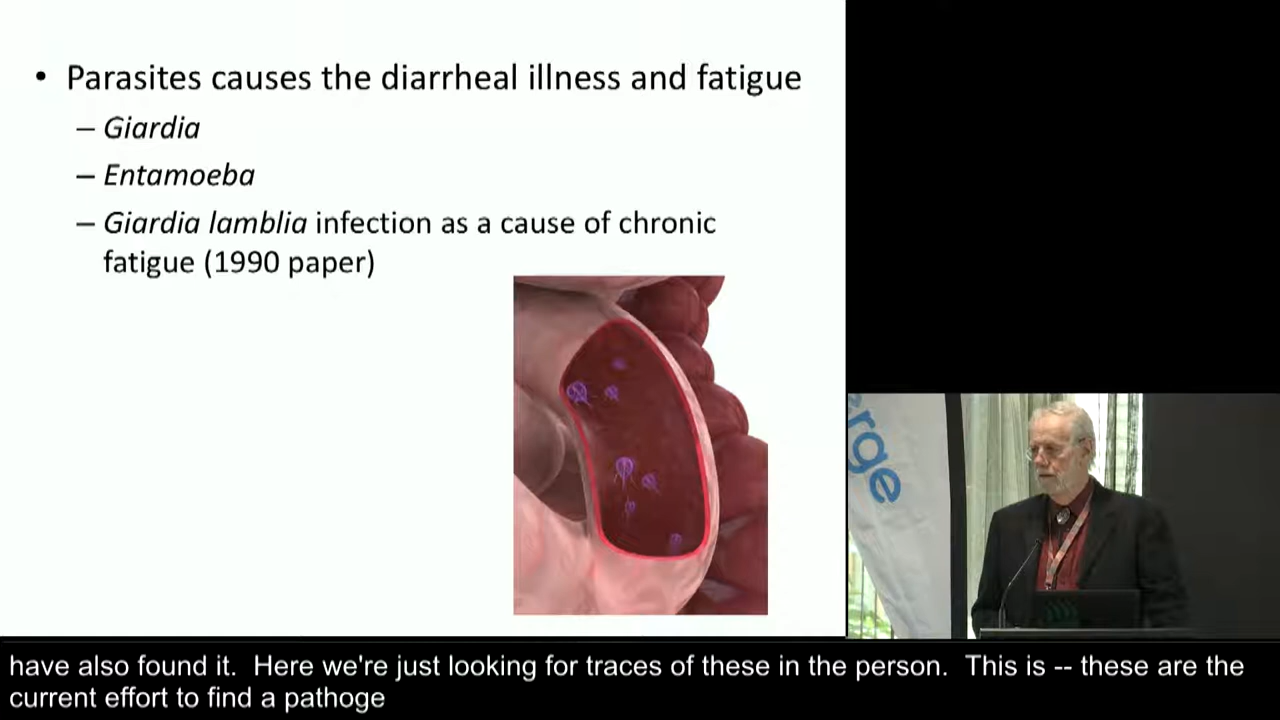 • Parasites causes the diarrheal illness and fatigue
– Giardia
– Entamoeba
– Giardia lamblia infection as a cause of chronic
fatigue (1990 paper)
erge
have also found it.  Here we're just looking for traces of these in the person.  This is -- these are the
current effort to find a pathoge